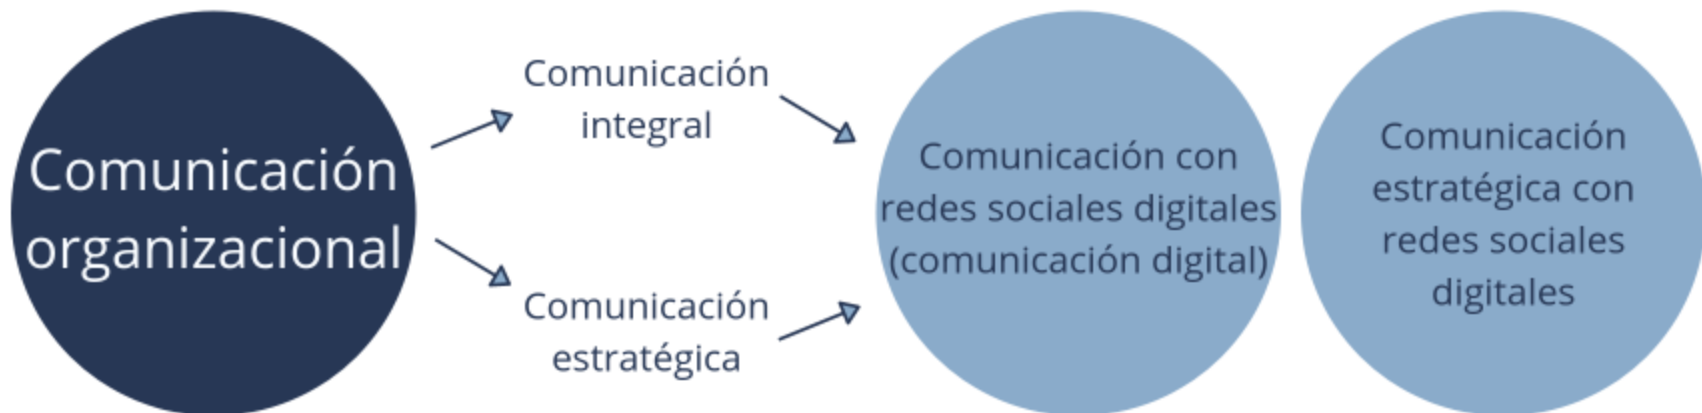 Comunicación
organizacional
Comunicación
integral
Comunicación
estratégica
Comunicación con
redes sociales digitales
(comunicación digital)
Comunicación
estratégica con
redes sociales
digitales